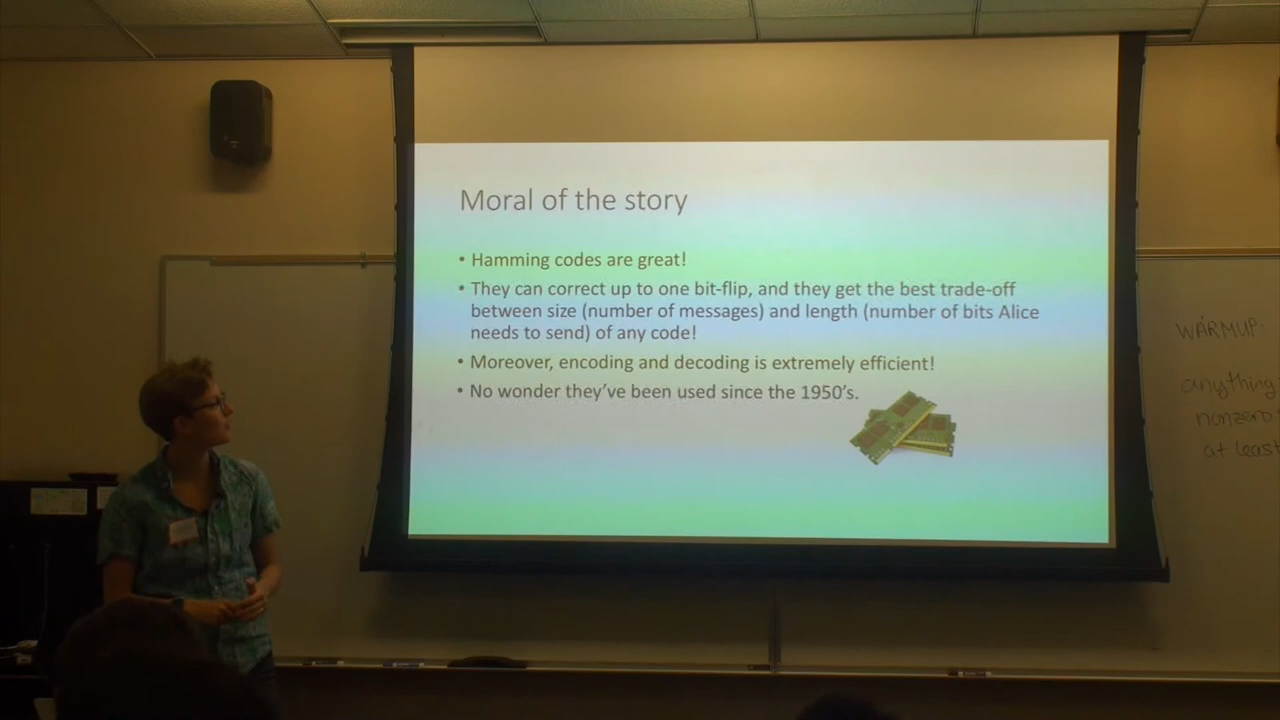 Moral of the story
• Hamming codes are great!
• They can correct up to one bit-flip, and they get the best trade-off
between size (number of messages) and length (number of bits Alice
needs to send) of any code!
• Moreover, encoding and decoding is extremely efficient!
• No wonder they've been used since the 1950's.
WARMUP
anything
nonzero
at least